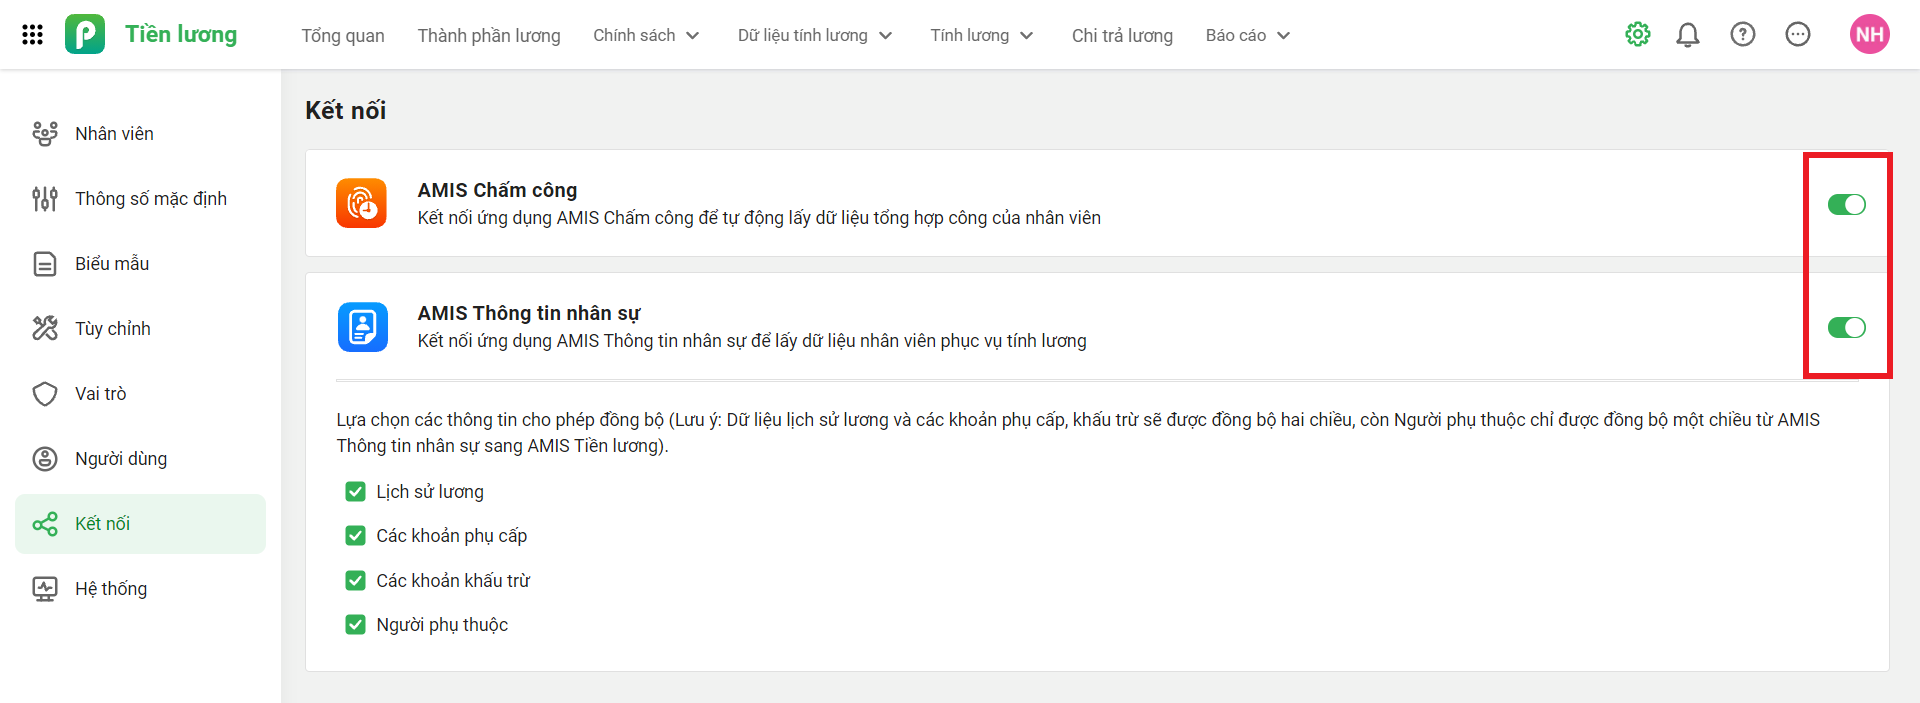 Tiền lương
Tổng quan
Thành phần lương
Chính sách
Dữ liệu tính lương
Tính lương
Chi trả lương
Báo cáo
NH
Nhân viên
Thông số mặc định
Biểu mẫu
Tùy chỉnh
Vai trò
Người dùng
Kết nối
Hệ thống
Kết nối
AMIS Chấm công
Kết nối ứng dụng AMIS Chấm công để tự động lấy dữ liệu tổng hợp công của nhân viên
AMIS Thông tin nhân sự
Kết nối ứng dụng AMIS Thông tin nhân sự để lấy dữ liệu nhân viên phục vụ tính lương
Lựa chọn các thông tin cho phép đồng bộ (Lưu ý: Dữ liệu lịch sử lương và các khoản phụ cấp, khấu trừ sẽ được đồng bộ hai chiều, còn Người phụ thuộc chỉ được đồng bộ một chiều từ AMIS
Thông tin nhân sự sang AMIS Tiền lương).
Lịch sử lương
Các khoản phụ cấp
Các khoản khấu trừ
Người phụ thuộc